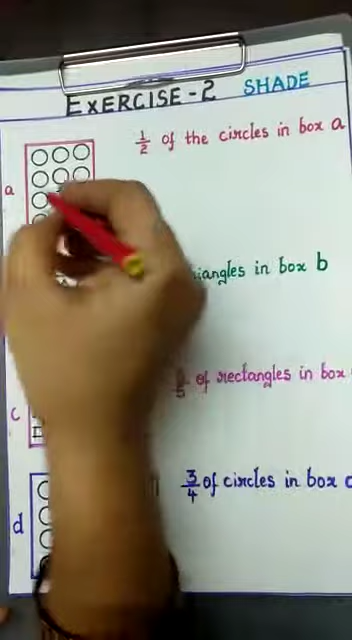 EXERCISE-2 SHADE
1/2 of the circles in box a
a
in box b
c
of rectangles in box
d
3/4 of circles in box